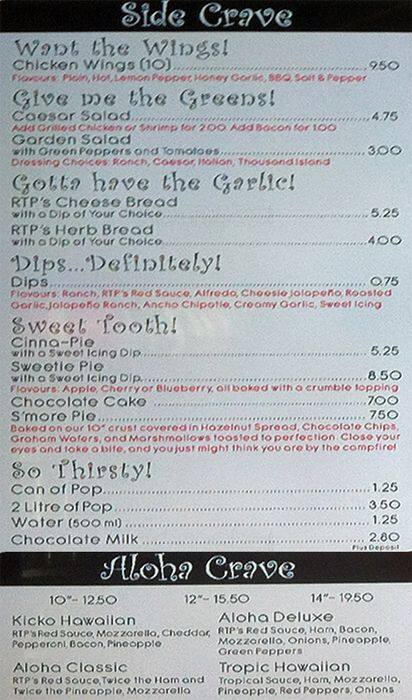 Side Crave
Want the Wings!
Chicken Wings (10)..........9.50
Flavours: Plain, Hot, Lemon Pepper, Honey Garlic, BBQ, Salt & Pepper
Give me the Greens!
Caesar Salad..........4.75
Add Grilled Chicken or Shrimp for 2.00 Add Bacon for 1.00
Garden Salad
with Green Peppers and Tomatoes..........3.00
Dressing Choices: Ranch, Caesar, Italian, Thousand Island
Gotta have the Garlic!
RTP's Cheese Bread
with a Dip of Your Choice..........5.25
RTP's Herb Bread
with a Dip of Your Choice..........4.00
Dips...Definitely!
Dips..........0.75
Flavours: Ranch, RTP's Red Sauce, Alfredo, Cheesie Jalapeño, Roasted
Garlic, Jalapeño Ranch, Ancho Chipotle, Creamy Garlic, Sweet Icing
Sweet Tooth!
Cinna-Pie
with a Sweet Icing Dip..........5.25
Sweetie Pie
with a Sweet Icing Dip..........8.50
Flavours: Apple, Cherry or Blueberry, all baked with a crumble topping
Chocolate Cake..........7.00
S'more Pie..........7.50
Baked on our 10" crust covered in Hazelnut Spread, Chocolate Chips,
Graham Wafers, and Marshmallows toasted to perfection. Close your
eyes and take a bite, and you just might think you are by the campfire!
So Thirsty!
Can of Pop..........1.25
2 Litre of Pop..........3.50
Water (500 ml)..........1.25
Chocolate Milk..........2.80
Plus Deposit
Aloha Crave
10"- 12.50 12"- 15.50 14"- 19.50
Kicko Hawaiian
RTP's Red Sauce, Mozzarella, Cheddar,
Pepperoni, Bacon, Pineapple
Aloha Deluxe
RTP's Red Sauce, Ham, Bacon,
Mozzarella, Onions, Pineapple,
Green Peppers
Aloha Classic
RTP's Red Sauce, Twice the Ham and
Twice the Pineapple, Mozzarella
Tropic Hawaiian
Tropical Sauce, Ham, Mozzarella,
Pineapple, Red Peppers, Onions